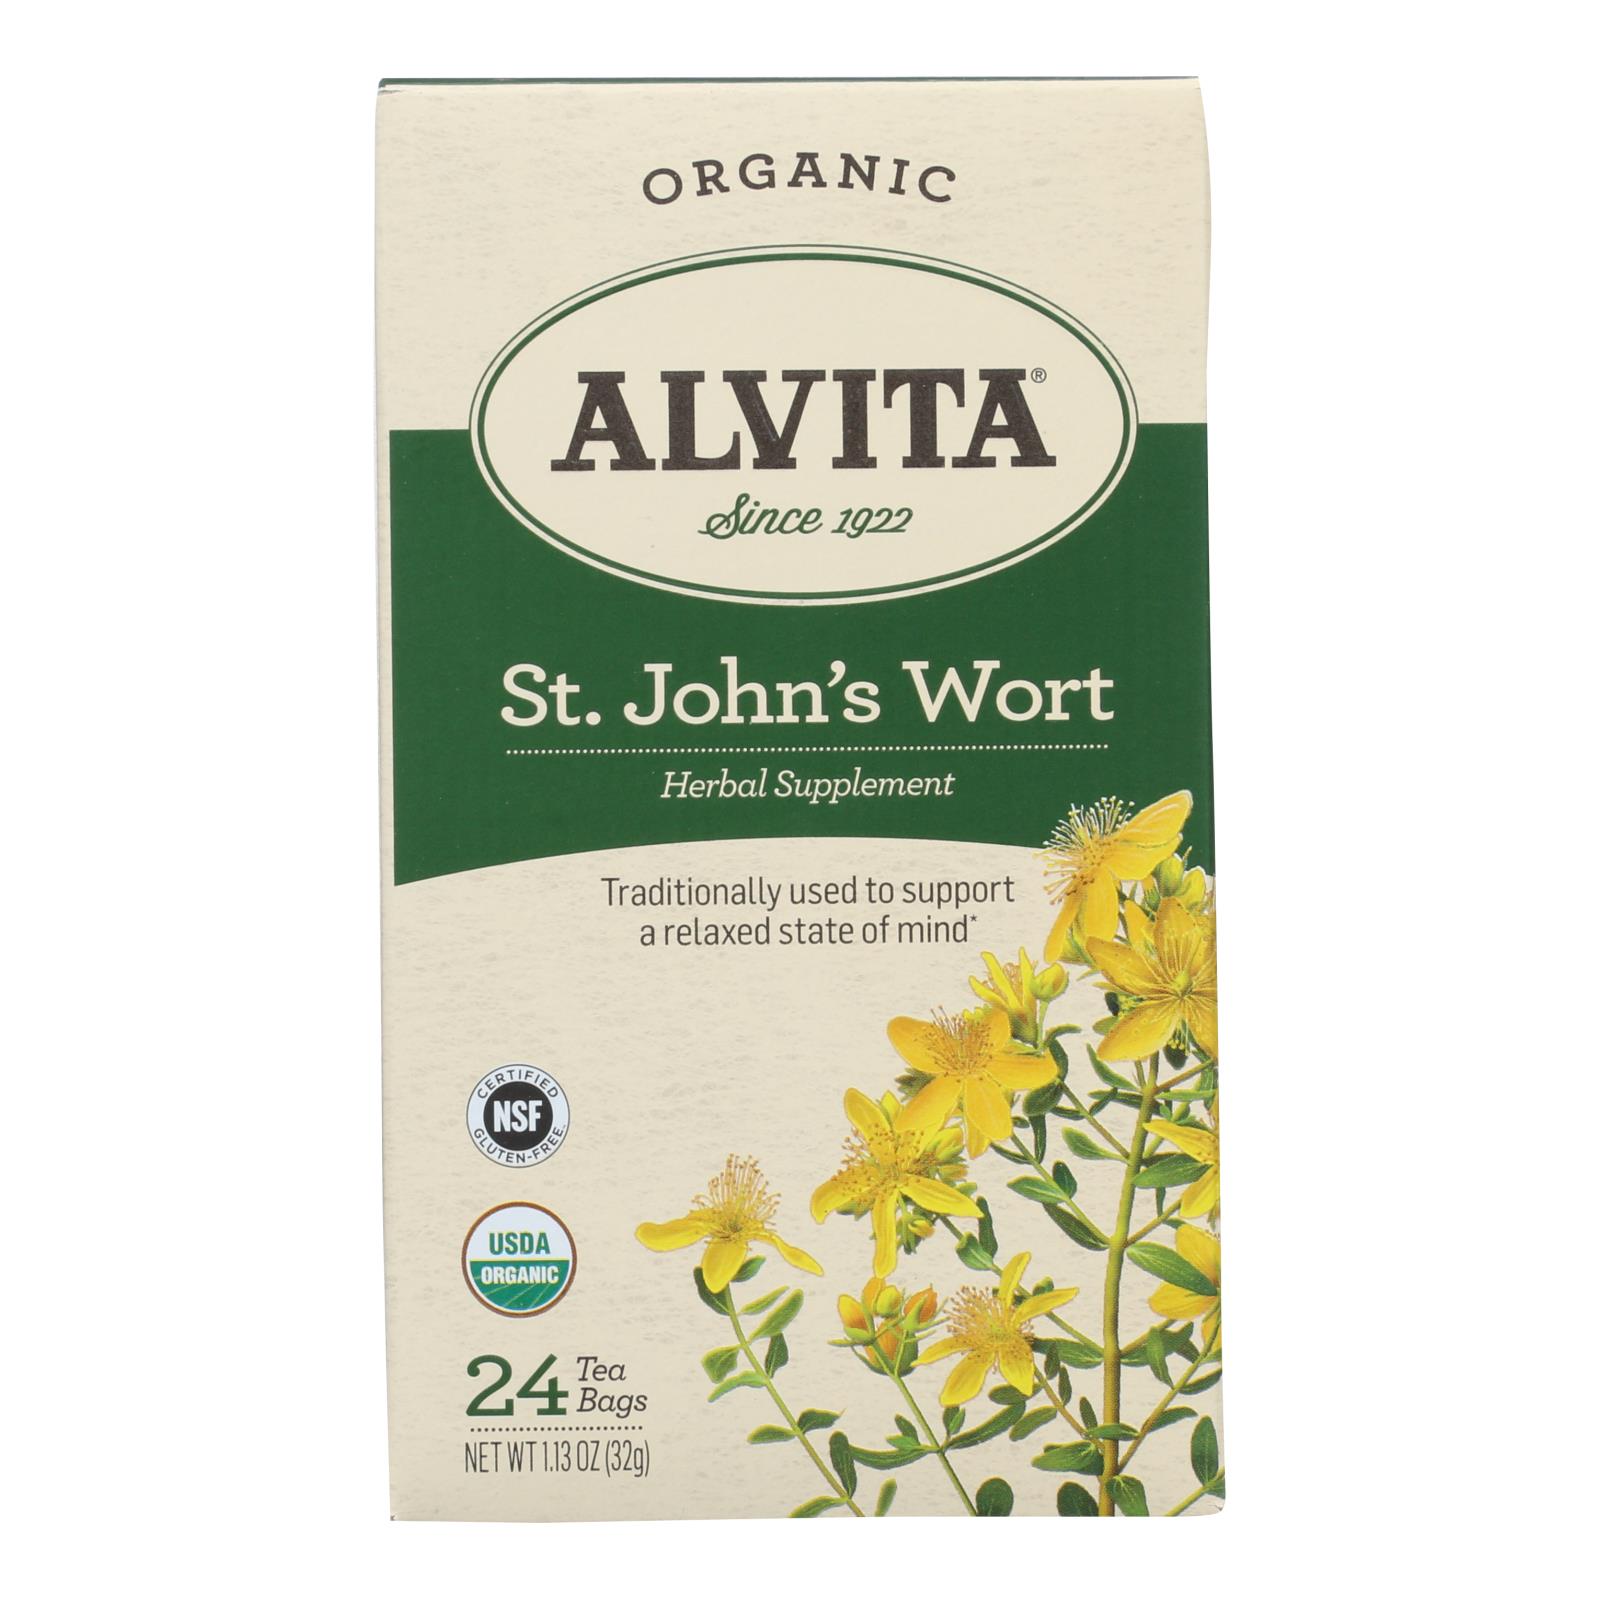 ORGANIC
ALVITA®
Since 1922
St. John's Wort
Herbal Supplement
Traditionally used to support
a relaxed state of mind*
CERTIFIED
NSF
GLUTEN-FREE™
USDA
ORGANIC
24 Tea
Bags
NET WT 1.13 OZ (32g)